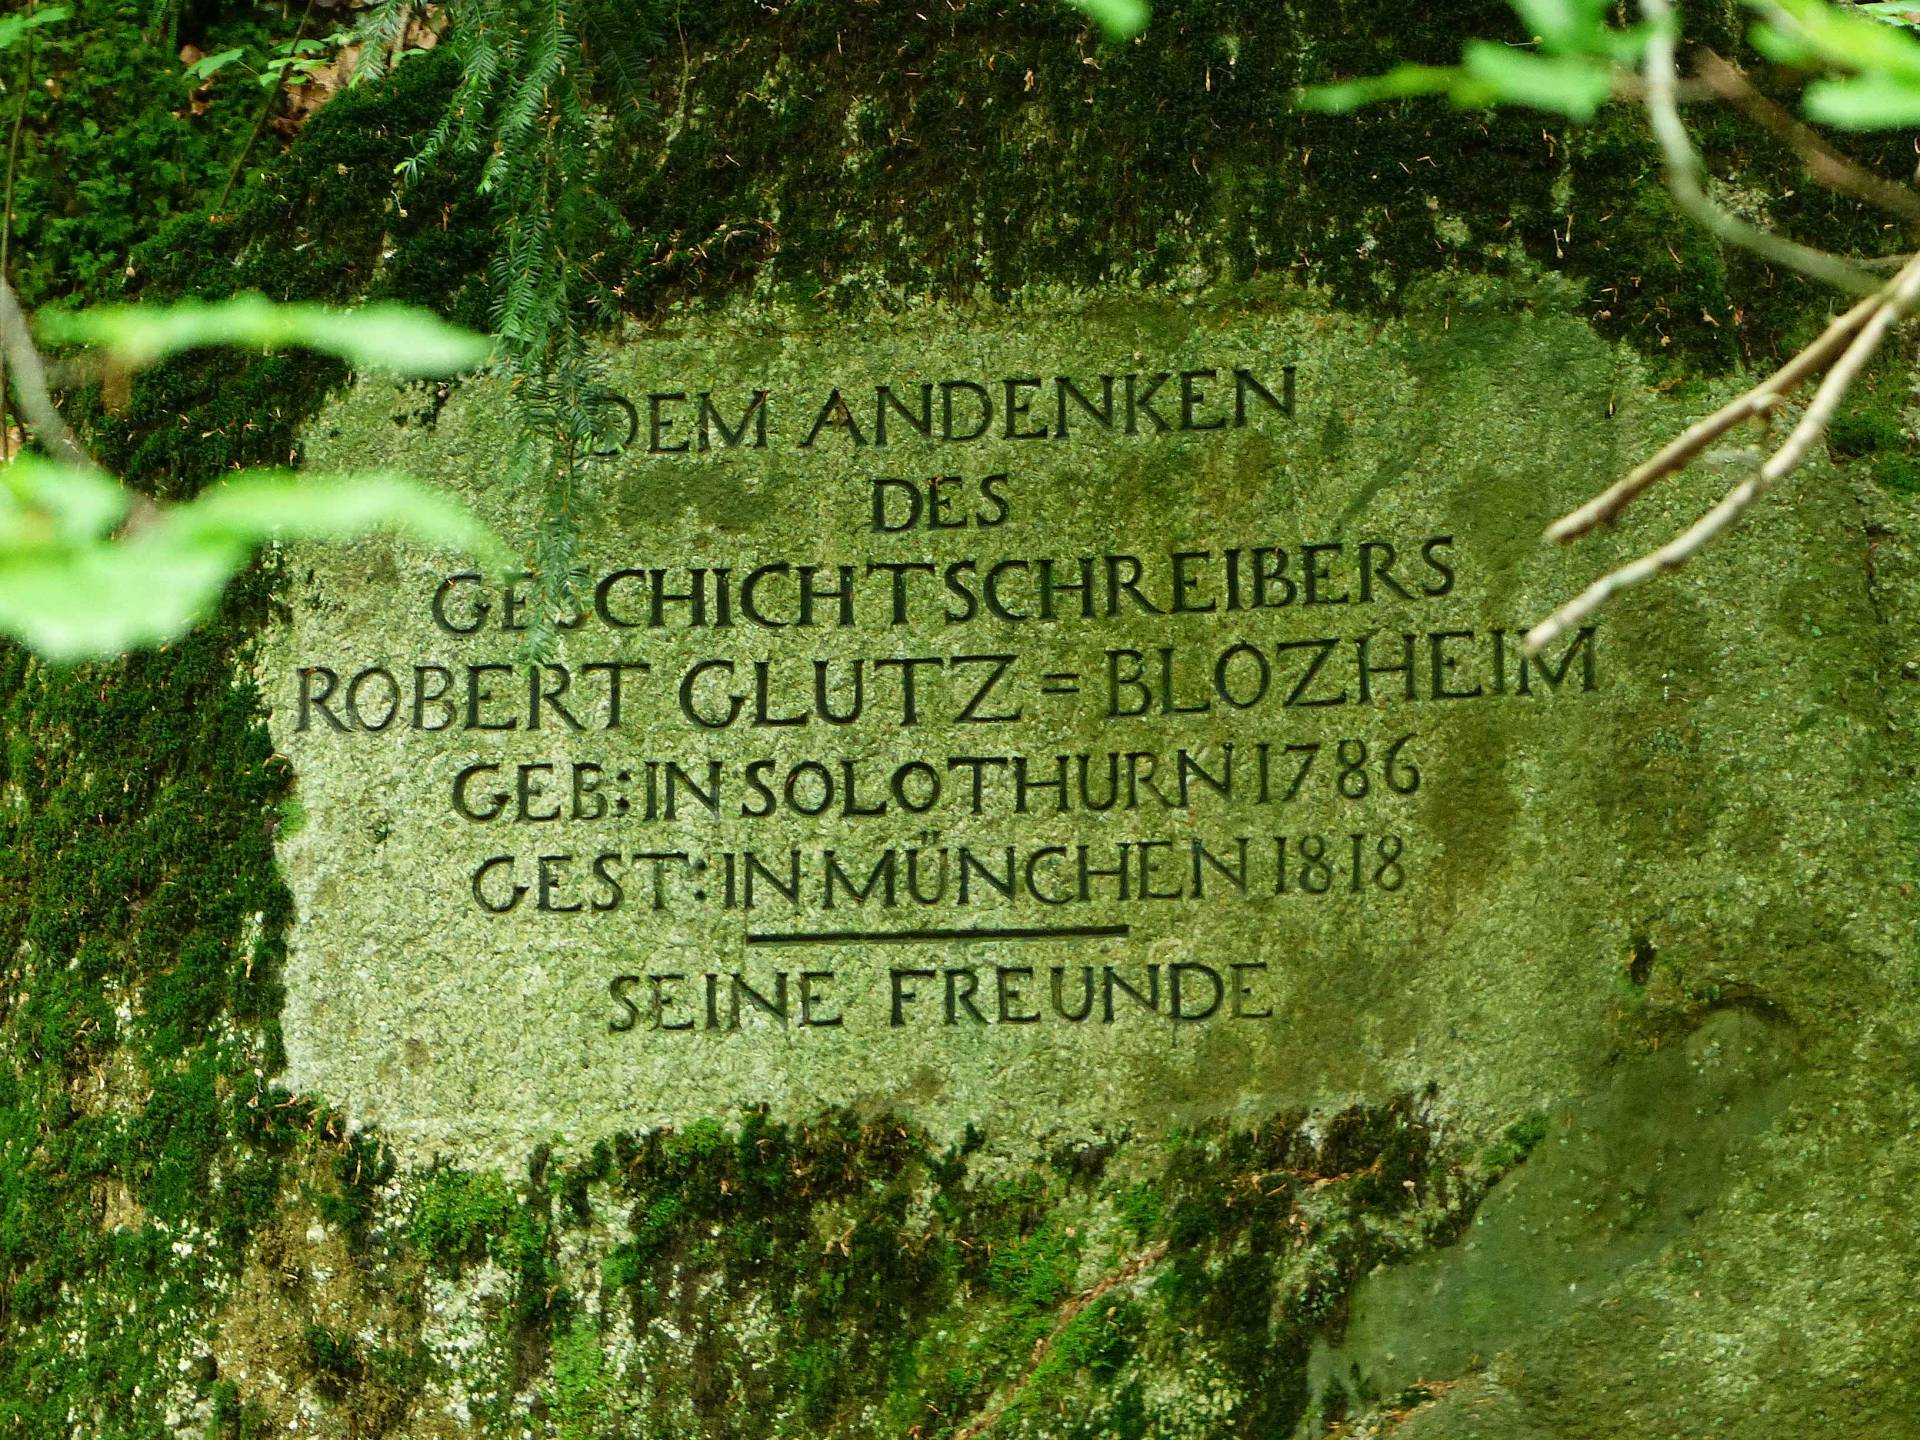 DEM ANDENKEN
DES
GESCHICHTSCHREIBERS
ROBERT GLUTZ=BLOZHEIM
GEB: IN SOLOTHURN 1786
GEST: IN MÜNCHEN 1818
SEINE FREUNDE